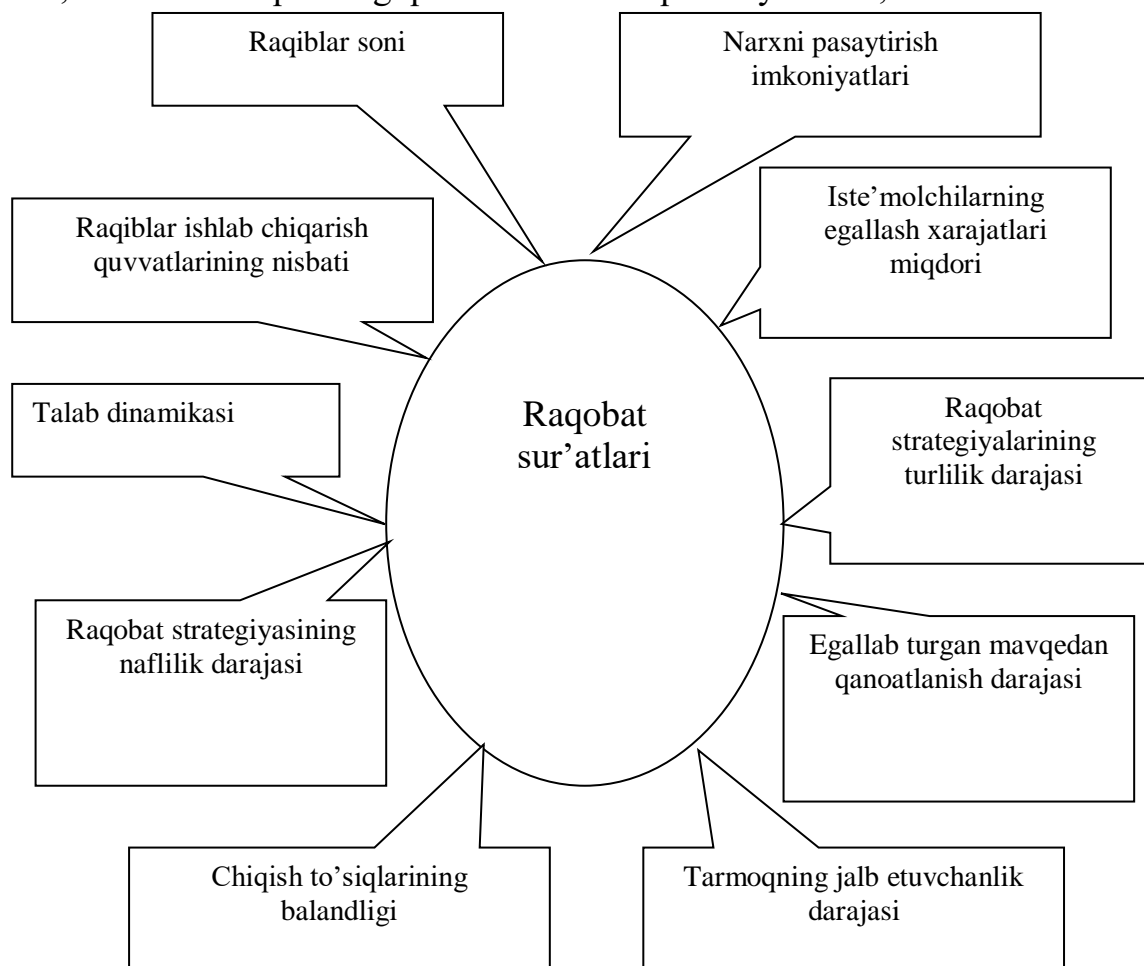 Raqiblar soni
Narxni pasaytirish
imkoniyatlari
Raqiblar ishlab chiqarish
quvvatlarining nisbati
Iste’molchilarning
egallash xarajatlari
miqdori
Talab dinamikasi
Raqobat
sur’atlari
Raqobat
strategiyalarining
turlilik darajasi
Raqobat strategiyasining
naflilik darajasi
Egallab turgan mavqedan
qanoatlanish darajasi
Chiqish to’siqlarining
balandligi
Tarmoqning jalb etuvchanlik
darajasi